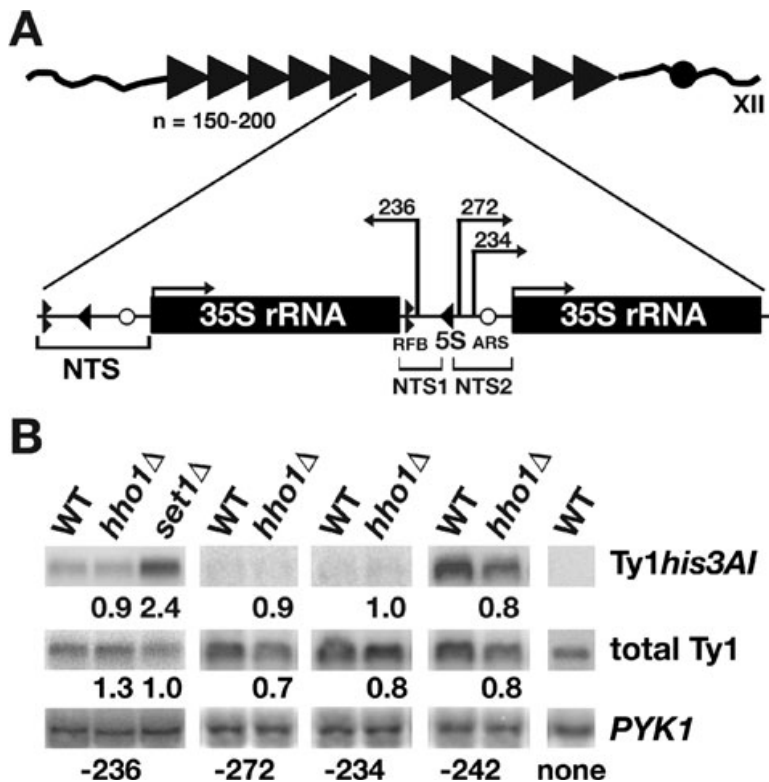 A
n = 150-200
XII
236
272
234
35S rRNA
35S rRNA
RFB
5S
ARS
NTS
NTS1
NTS2
B
WT
hho1Δ
set1Δ
WT
hho1Δ
WT
hho1Δ
WT
hho1Δ
WT
Ty1his3AI
0.9 2.4 0.9 1.0 0.8
total Ty1
1.3 1.0 0.7 0.8 0.8
PYK1
-236 -272 -234 -242 none